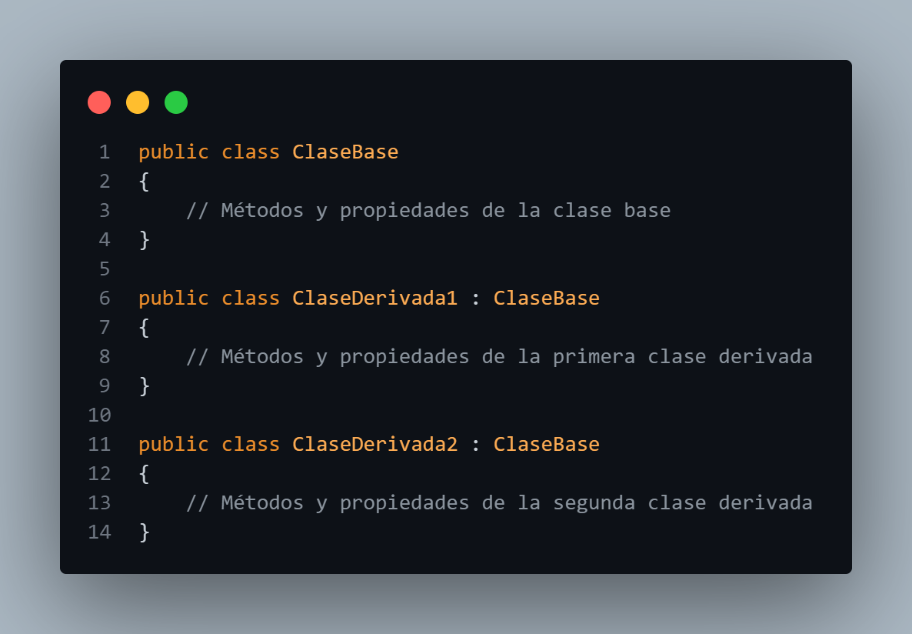 1 public class ClaseBase
2 {
3     // Métodos y propiedades de la clase base
4 }
5
6 public class ClaseDerivada1 : ClaseBase
7 {
8     // Métodos y propiedades de la primera clase derivada
9 }
10
11 public class ClaseDerivada2 : ClaseBase
12 {
13     // Métodos y propiedades de la segunda clase derivada
14 }